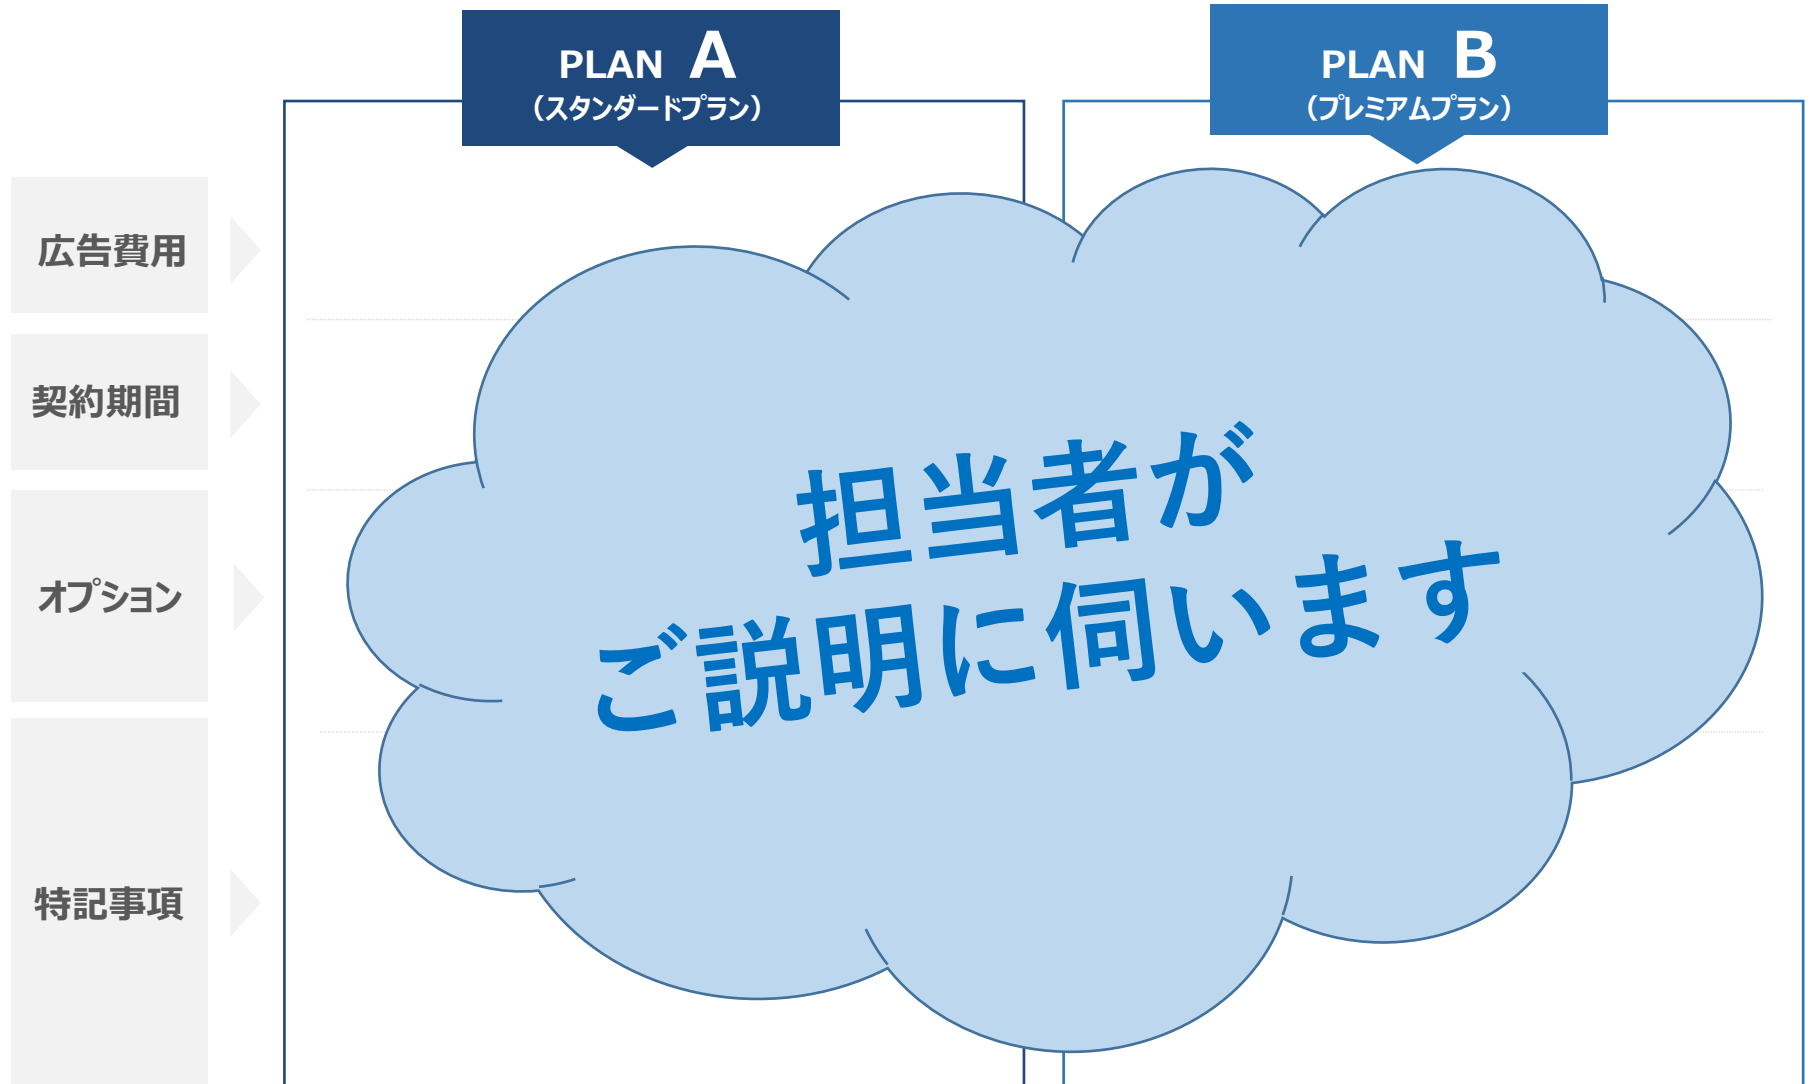 PLAN A
（スタンダードプラン）
PLAN B
（プレミアムプラン）
広告費用
契約期間
オプション
特記事項
担当者が
ご説明に伺います